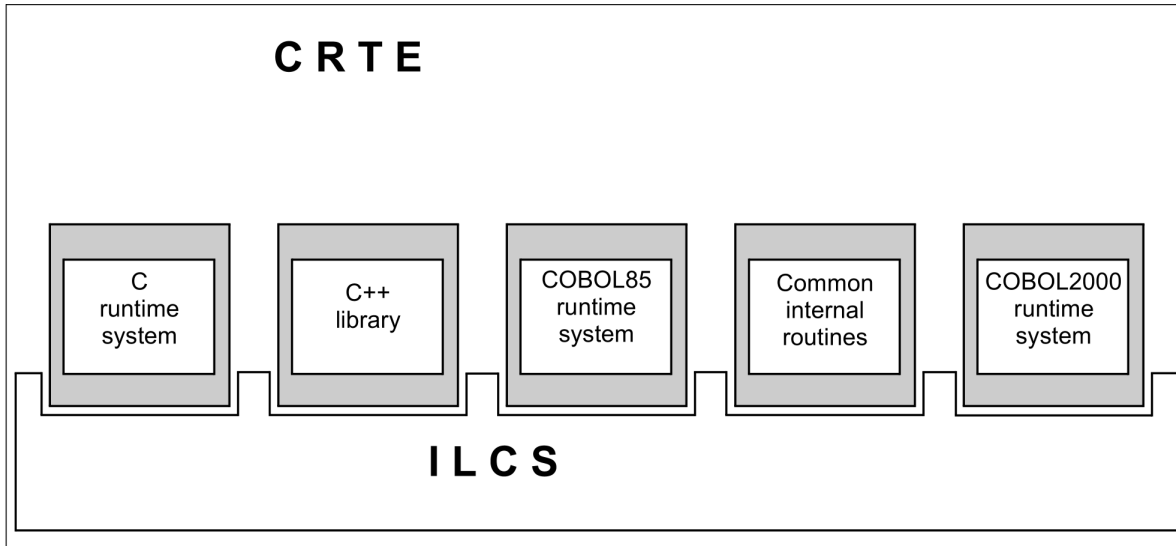 C R T E
C
runtime
system
C++
library
COBOL85
runtime
system
Common
internal
routines
COBOL2000
runtime
system
I L C S